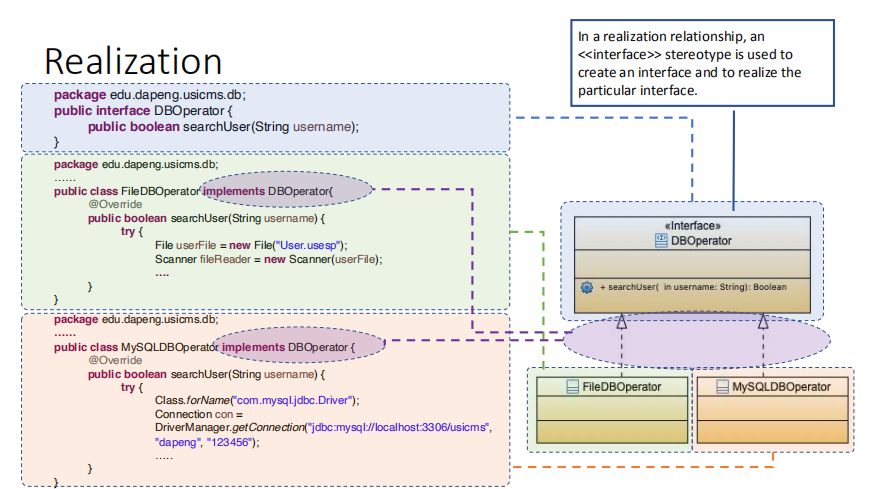 Realization
In a realization relationship, an
<<interface>> stereotype is used to
create an interface and to realize the
particular interface.
package edu.dapeng.usicms.db;
public interface DBOperator {
public boolean searchUser(String username);
}
package edu.dapeng.usicms.db;
......
public class FileDBOperator implements DBOperator{
@Override
public boolean searchUser(String username) {
try {
File userFile = new File("User.usesp");
Scanner fileReader = new Scanner(userFile);
....
}
}
package edu.dapeng.usicms.db;
......
public class MySQLDBOperator implements DBOperator {
@Override
public boolean searchUser(String username) {
try {
Class.forName("com.mysql.jdbc.Driver");
Connection con =
DriverManager.getConnection("jdbc:mysql://localhost:3306/usicms",
"dapeng", "123456");
.....
}
}
«Interface»
DBOperator
+ searchUser( in username: String): Boolean
FileDBOperator
MySQLDBOperator